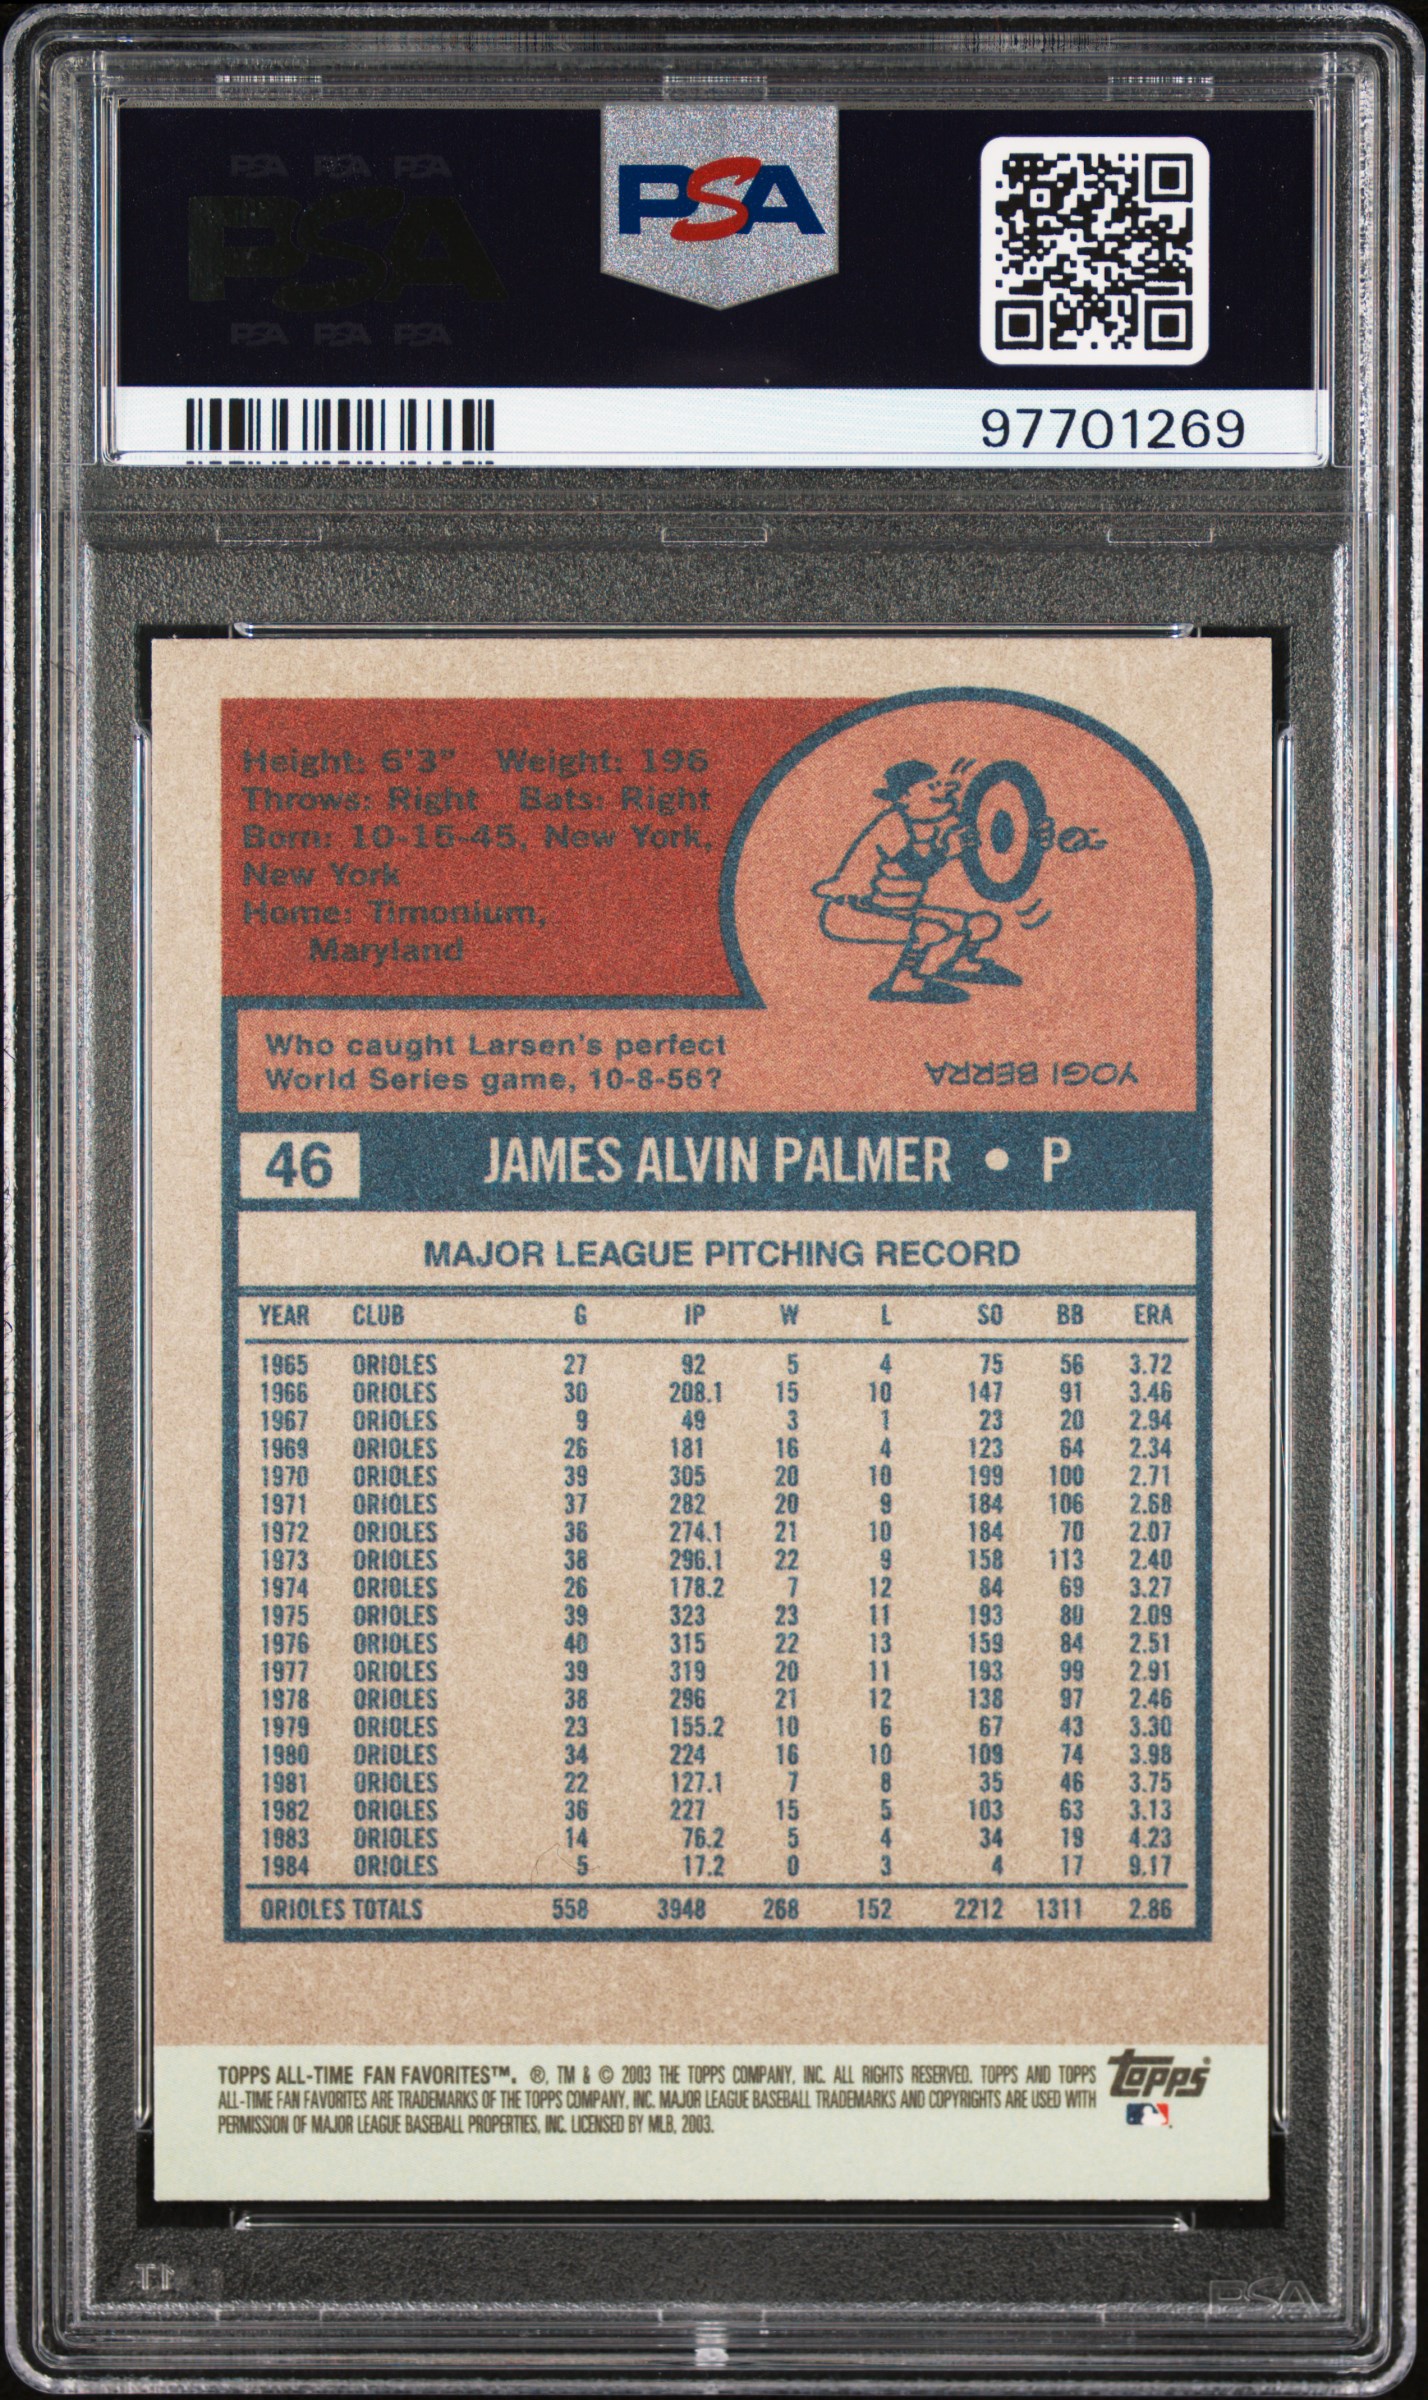 PSA PSA PSA
PSA
PSA PSA PSA
PSA
97701269
Height: 6'3" Weight: 196
Throws: Right Bats: Right
Born: 10-15-45, New York,
New York
Home: Timonium,
Maryland
Who caught Larsen's perfect
World Series game, 10-8-56?
YOGI BERRA
46 JAMES ALVIN PALMER • P
MAJOR LEAGUE PITCHING RECORD
YEAR CLUB G IP W L SO BB ERA
1965 ORIOLES 27 92 5 4 75 56 3.72
1966 ORIOLES 30 208.1 15 10 147 91 3.46
1967 ORIOLES 9 49 3 1 23 20 2.94
1969 ORIOLES 26 181 16 4 123 64 2.34
1970 ORIOLES 39 305 20 10 199 100 2.71
1971 ORIOLES 37 282 20 9 184 106 2.68
1972 ORIOLES 36 274.1 21 10 184 70 2.07
1973 ORIOLES 38 296.1 22 9 158 113 2.40
1974 ORIOLES 26 178.2 7 12 84 69 3.27
1975 ORIOLES 39 323 23 11 193 80 2.09
1976 ORIOLES 40 315 22 13 159 84 2.51
1977 ORIOLES 39 319 20 11 193 99 2.91
1978 ORIOLES 38 296 21 12 138 97 2.46
1979 ORIOLES 23 155.2 10 6 67 43 3.30
1980 ORIOLES 34 224 16 10 109 74 3.98
1981 ORIOLES 22 127.1 7 8 35 46 3.75
1982 ORIOLES 36 227 15 5 103 63 3.13
1983 ORIOLES 14 76.2 5 4 34 19 4.23
1984 ORIOLES 5 17.2 0 3 4 17 9.17
ORIOLES TOTALS 558 3948 268 152 2212 1311 2.86
TOPPS ALL-TIME FAN FAVORITES™. ®, TM & © 2003 THE TOPPS COMPANY, INC. ALL RIGHTS RESERVED. TOPPS AND TOPPS
ALL-TIME FAN FAVORITES ARE TRADEMARKS OF THE TOPPS COMPANY, INC. MAJOR LEAGUE BASEBALL TRADEMARKS AND COPYRIGHTS ARE USED WITH
PERMISSION OF MAJOR LEAGUE BASEBALL PROPERTIES, INC. LICENSED BY MLB, 2003.
topps
PSA